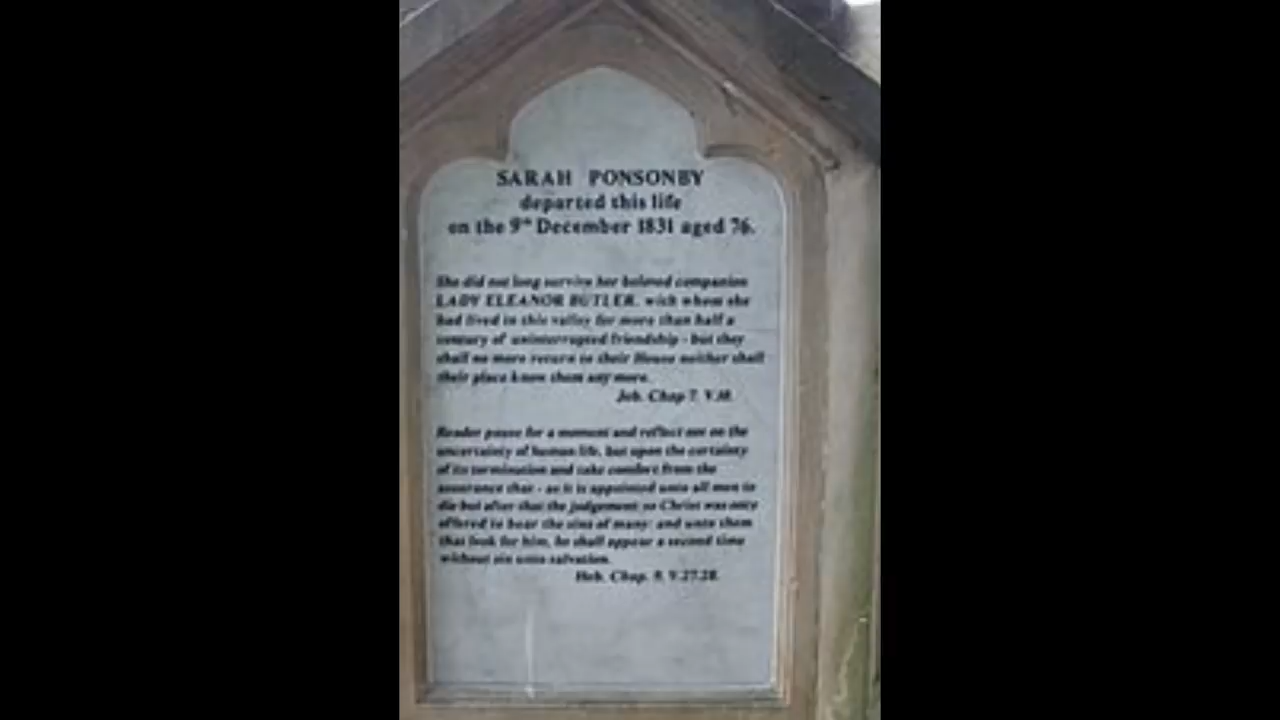 SARAH PONSONBY
departed this life
on the 9th December 1831 aged 76.
She did not long survive her beloved companion
LADY ELEANOR BUTLER, with whom she
had lived in this valley for more than half a
century of uninterrupted friendship - but they
shall no more return to their House neither shall
their place know them any more.
Job. Chap 7. V.10.
Reader pause for a moment and reflect not on the
uncertainty of human life, but upon the certainty
of its termination and take comfort from the
assurance that - as it is appointed unto all men to
die but after that the judgement so Christ was once
offered to bear the sins of many: and unto them
that look for him, he shall appear a second time
without sin unto salvation.
Heb. Chap. 9. V.27.28.